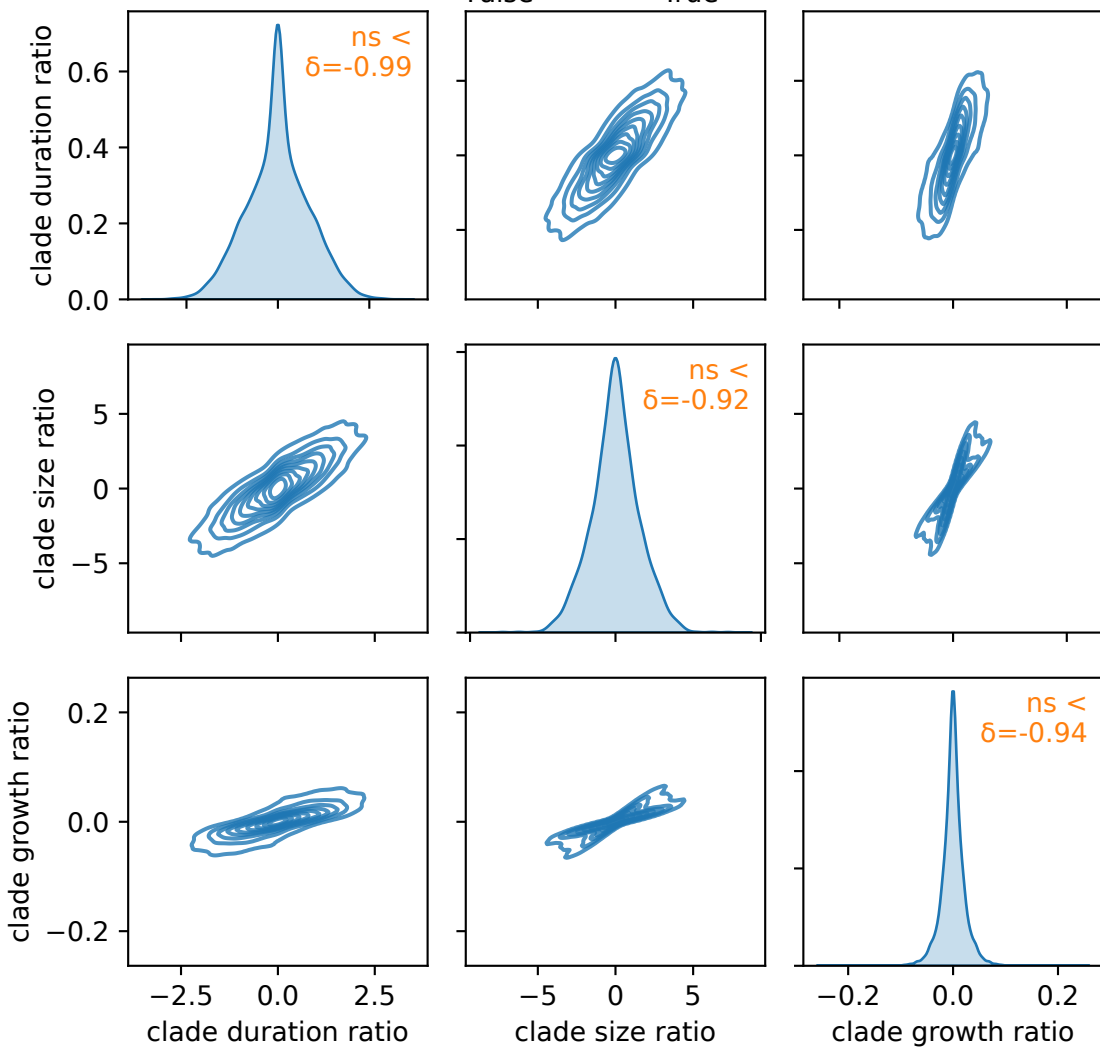 clade duration ratio
0.6
0.4
0.2
0.0
ns <
δ=-0.99
clade size ratio
5
0
−5
ns <
δ=-0.92
clade growth ratio
0.2
0.0
−0.2
ns <
δ=-0.94
−2.5 0.0 2.5
−5 0 5
−0.2 0.0 0.2
clade duration ratio
clade size ratio
clade growth ratio